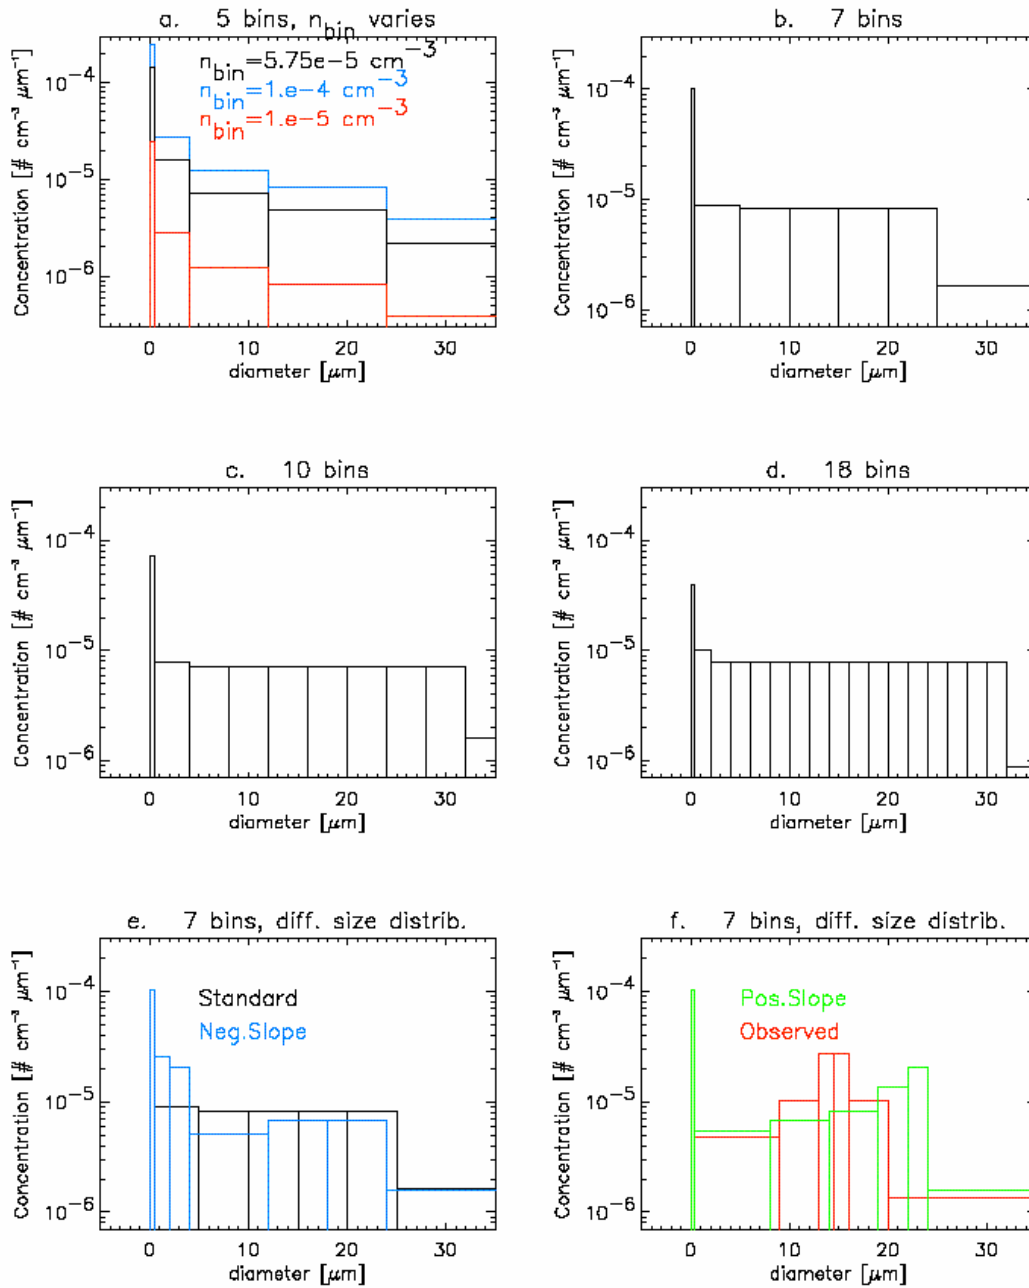 a. 5 bins, n_bin varies
n_bin=5.75e-5 cm⁻³
n_bin=1.e-4 cm⁻³
n_bin=1.e-5 cm⁻³
Concentration [# cm⁻³ μm⁻¹]
10⁻⁴
10⁻⁵
10⁻⁶
0 10 20 30
diameter [μm]
b. 7 bins
Concentration [# cm⁻³ μm⁻¹]
10⁻⁴
10⁻⁵
10⁻⁶
0 10 20 30
diameter [μm]
c. 10 bins
Concentration [# cm⁻³ μm⁻¹]
10⁻⁴
10⁻⁵
10⁻⁶
0 10 20 30
diameter [μm]
d. 18 bins
Concentration [# cm⁻³ μm⁻¹]
10⁻⁴
10⁻⁵
10⁻⁶
0 10 20 30
diameter [μm]
e. 7 bins, diff. size distrib.
Standard
Neg.Slope
Concentration [# cm⁻³ μm⁻¹]
10⁻⁴
10⁻⁵
10⁻⁶
0 10 20 30
diameter [μm]
f. 7 bins, diff. size distrib.
Pos.Slope
Observed
Concentration [# cm⁻³ μm⁻¹]
10⁻⁴
10⁻⁵
10⁻⁶
0 10 20 30
diameter [μm]